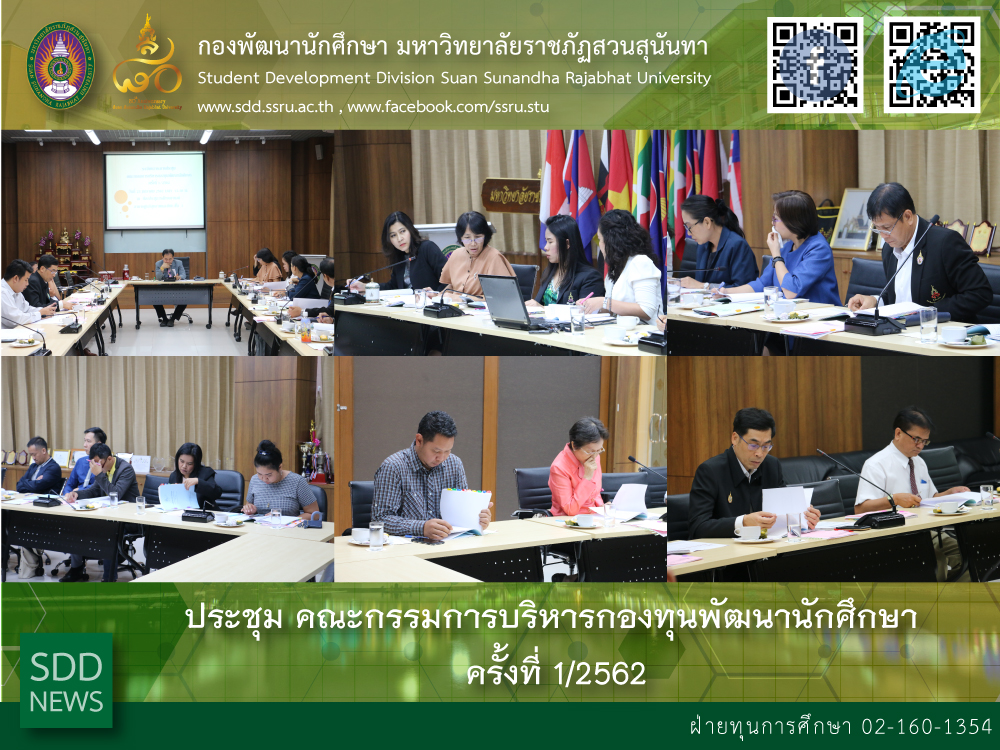 กองพัฒนานักศึกษา มหาวิทยาลัยราชภัฏสวนสุนันทา
Student Development Division Suan Sunandha Rajabhat University
www.sdd.ssru.ac.th , www.facebook.com/ssru.stu
ประชุม คณะกรรมการบริหารกองทุนพัฒนานักศึกษา
ครั้งที่ 1/2562
SDD
NEWS
ฝ่ายทุนการศึกษา 02-160-1354